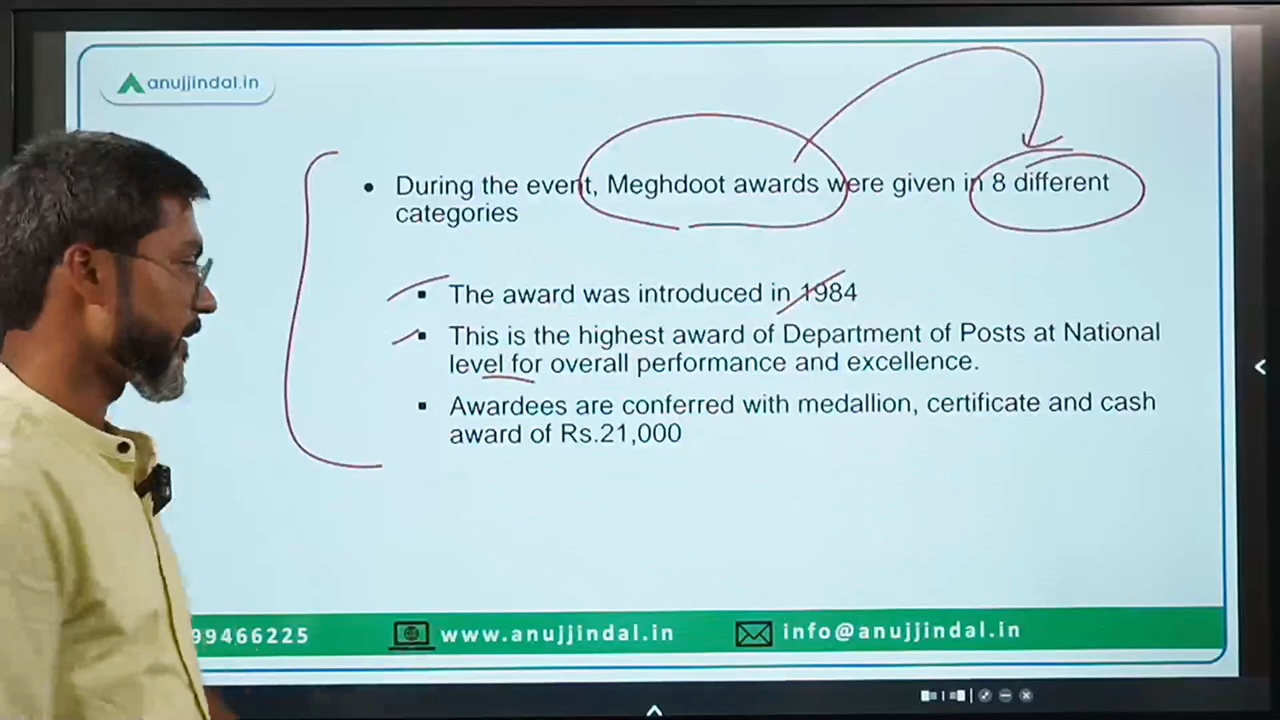 anujjindal.in
During the event, Meghdoot awards were given in 8 different
categories
The award was introduced in 1984
This is the highest award of Department of Posts at National
level for overall performance and excellence.
Awardees are conferred with medallion, certificate and cash
award of Rs.21,000
99466225
www.anujjindal.in
info@anujjindal.in